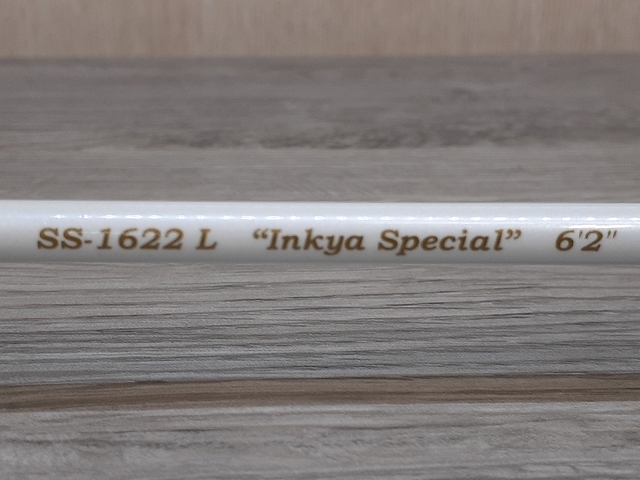 SS-1622 L “Inkya Special” 6'2"